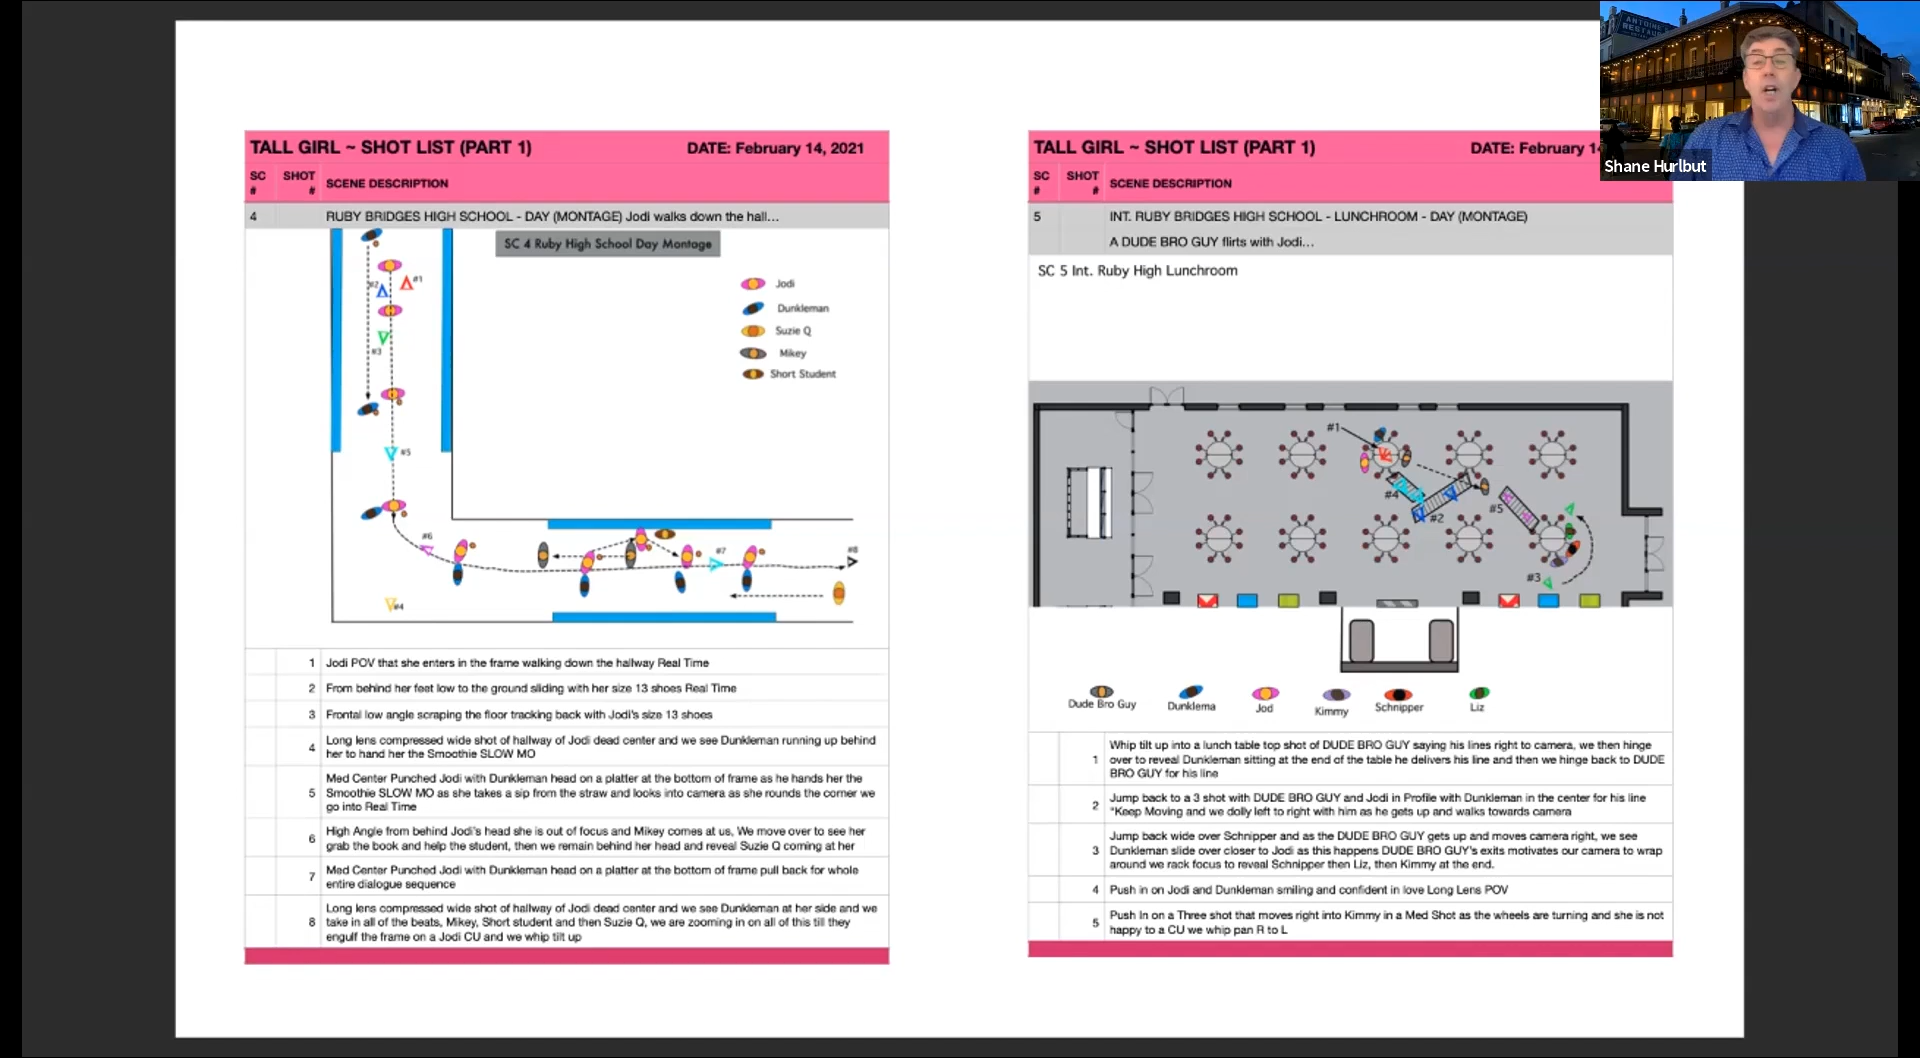 TALL GIRL ~ SHOT LIST (PART 1) DATE: February 14, 2021
SC # SHOT # SCENE DESCRIPTION
4 RUBY BRIDGES HIGH SCHOOL - DAY (MONTAGE) Jodi walks down the hall...
SC 4 Ruby High School Day Montage
Jodi
Dunkleman
Suzie Q
Mikey
Short Student
#1
#2
#3
#5
#6
#7
#8
#4
1 Jodi POV that she enters in the frame walking down the hallway Real Time
2 From behind her feet low to the ground sliding with her size 13 shoes Real Time
3 Frontal low angle scraping the floor tracking back with Jodi's size 13 shoes
4 Long lens compressed wide shot of hallway of Jodi dead center and we see Dunkleman running up behind
her to hand her the Smoothie SLOW MO
5 Med Center Punched Jodi with Dunkleman head on a platter at the bottom of frame as he hands her the
Smoothie SLOW MO as she takes a sip from the straw and looks into camera as she rounds the corner we
go into Real Time
6 High Angle from behind Jodi's head she is out of focus and Mikey comes at us, We move over to see her
grab the book and help the student, then we remain behind her head and reveal Suzie Q coming at her
7 Med Center Punched Jodi with Dunkleman head on a platter at the bottom of frame pull back for whole
entire dialogue sequence
8 Long lens compressed wide shot of hallway of Jodi dead center and we see Dunkleman at her side and we
take in all of the beats, Mikey, Short student and then Suzie Q, we are zooming in on all of this till they
engulf the frame on a Jodi CU and we whip tilt up
TALL GIRL ~ SHOT LIST (PART 1) DATE: February 14
SC # SHOT # SCENE DESCRIPTION
5 INT. RUBY BRIDGES HIGH SCHOOL - LUNCHROOM - DAY (MONTAGE)
A DUDE BRO GUY flirts with Jodi...
SC 5 Int. Ruby High Lunchroom
#1
#4
#2
#5
#3
Dude Bro Guy
Dunklema
Jod
Kimmy
Schnipper
Liz
1 Whip tilt up into a lunch table top shot of DUDE BRO GUY saying his lines right to camera, we then hinge
over to reveal Dunkleman sitting at the end of the table he delivers his line and then we hinge back to DUDE
BRO GUY for his line
2 Jump back to a 3 shot with DUDE BRO GUY and Jodi in Profile with Dunkleman in the center for his line
"Keep Moving and we dolly left to right with him as he gets up and walks towards camera
3 Jump back wide over Schnipper and as the DUDE BRO GUY gets up and moves camera right, we see
Dunkleman slide over closer to Jodi as this happens DUDE BRO GUY's exits motivates our camera to wrap
around we rack focus to reveal Schnipper then Liz, then Kimmy at the end.
4 Push in on Jodi and Dunkleman smiling and confident in love Long Lens POV
5 Push In on a Three shot that moves right into Kimmy in a Med Shot as the wheels are turning and she is not
happy to a CU we whip pan R to L
ANTOINE'S
RESTAU
Shane Hurlbut